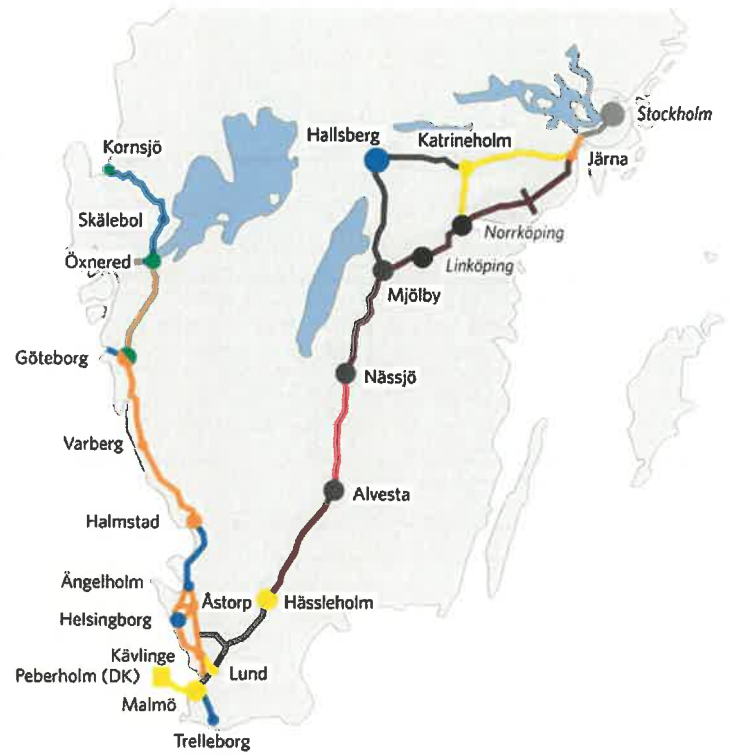 Stockholm
Hallsberg
Katrineholm
Kornsjö
Järna
Skälebol
Norrköping
Öxnered
Linköping
Mjölby
Göteborg
Nässjö
Varberg
Alvesta
Halmstad
Ängelholm
Åstorp
Hässleholm
Helsingborg
Kävlinge
Peberholm (DK)
Lund
Malmö
Trelleborg